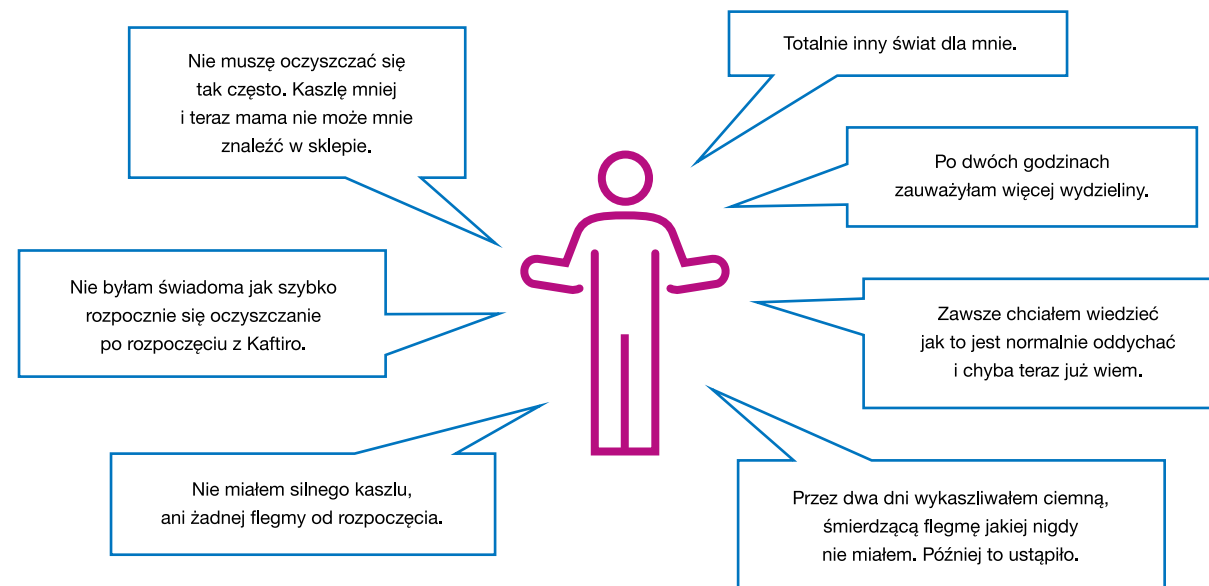 Nie muszę oczyszczać się
tak często. Kaszlę mniej
i teraz mama nie może mnie
znaleźć w sklepie.
Totalnie inny świat dla mnie.
Po dwóch godzinach
zauważyłam więcej wydzieliny.
Nie byłam świadoma jak szybko
rozpocznie się oczyszczanie
po rozpoczęciu z Kaftiro.
Zawsze chciałem wiedzieć
jak to jest normalnie oddychać
i chyba teraz już wiem.
Nie miałem silnego kaszlu,
ani żadnej flegmy od rozpoczęcia.
Przez dwa dni wykaszliwałem ciemną,
śmierdzącą flegmę jakiej nigdy
nie miałem. Później to ustąpiło.